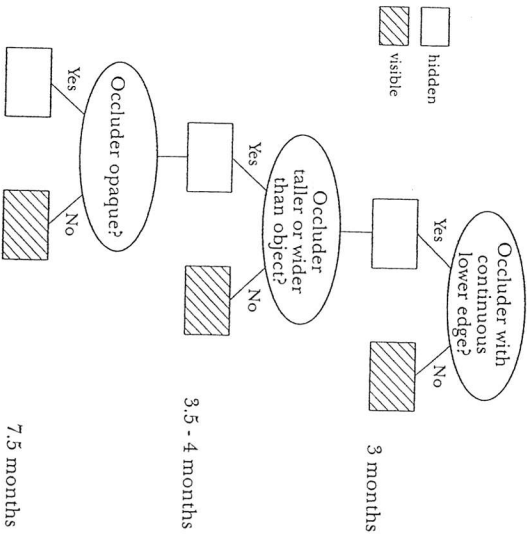 hidden
visible
Occluder with
continuous
lower edge?
Yes
No
3 months
Occluder
taller or wider
than object?
Yes
No
3.5 - 4 months
Occluder opaque?
Yes
No
7.5 months